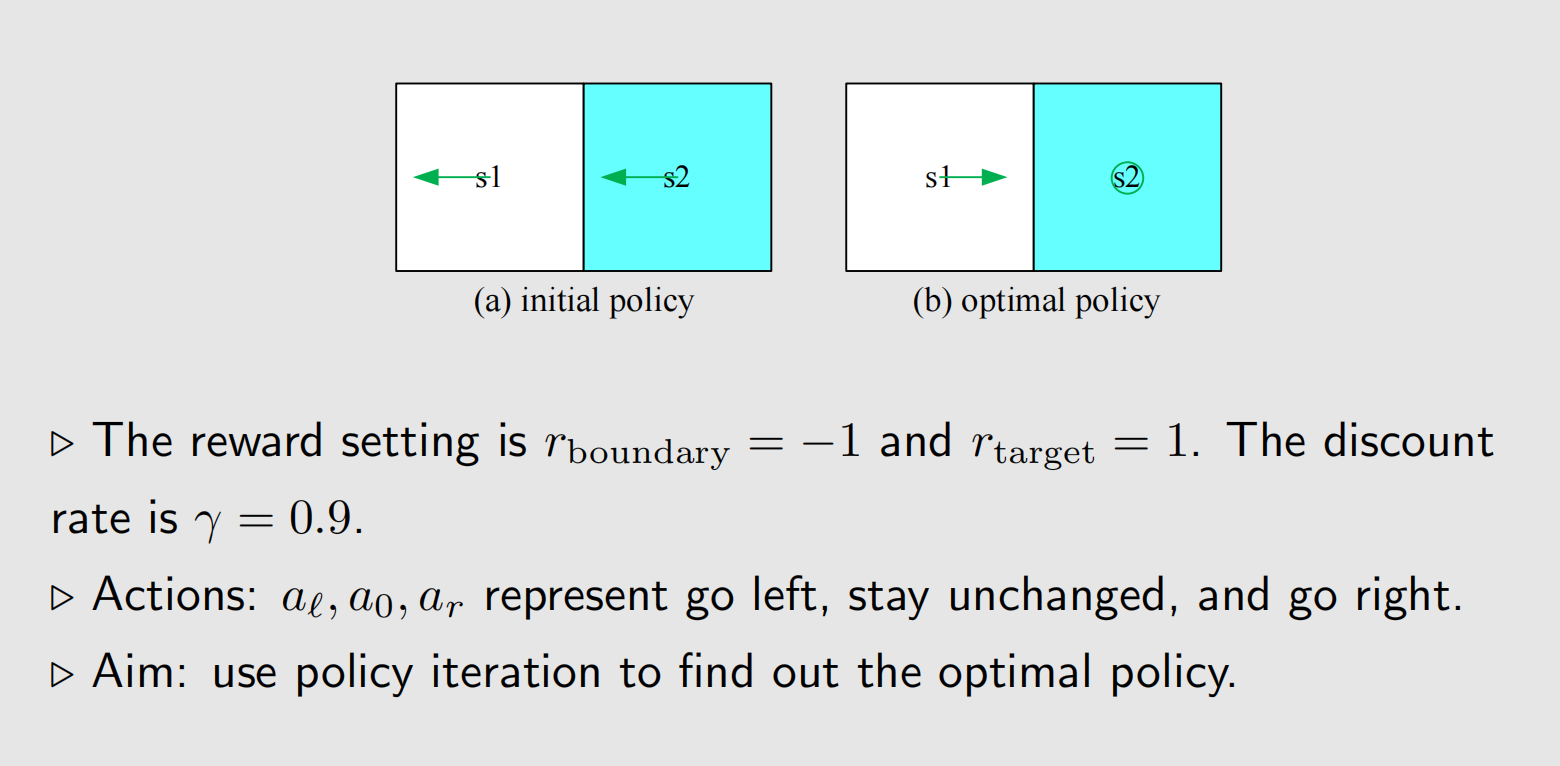 s1 s2 s1 s2
(a) initial policy (b) optimal policy
▷ The reward setting is r_boundary = −1 and r_target = 1. The discount
rate is γ = 0.9.
▷ Actions: a_ℓ, a_0, a_r represent go left, stay unchanged, and go right.
▷ Aim: use policy iteration to find out the optimal policy.